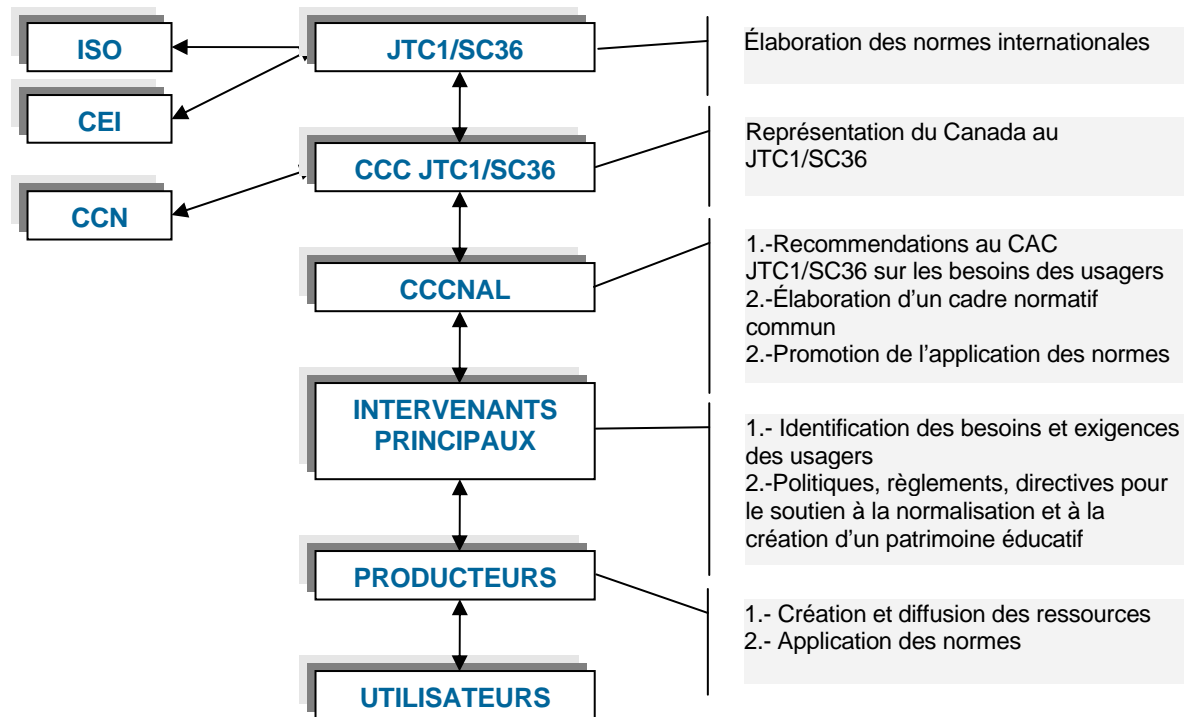 ISO
JTC1/SC36
Élaboration des normes internationales
CEI
CCC JTC1/SC36
Représentation du Canada au
JTC1/SC36
CCN
CCCNAL
1.-Recommendations au CAC
JTC1/SC36 sur les besoins des usagers
2.-Élaboration d’un cadre normatif
commun
2.-Promotion de l’application des normes
INTERVENANTS
PRINCIPAUX
1.- Identification des besoins et exigences
des usagers
2.-Politiques, règlements, directives pour
le soutien à la normalisation et à la
création d’un patrimoine éducatif
PRODUCTEURS
1.- Création et diffusion des ressources
2.- Application des normes
UTILISATEURS